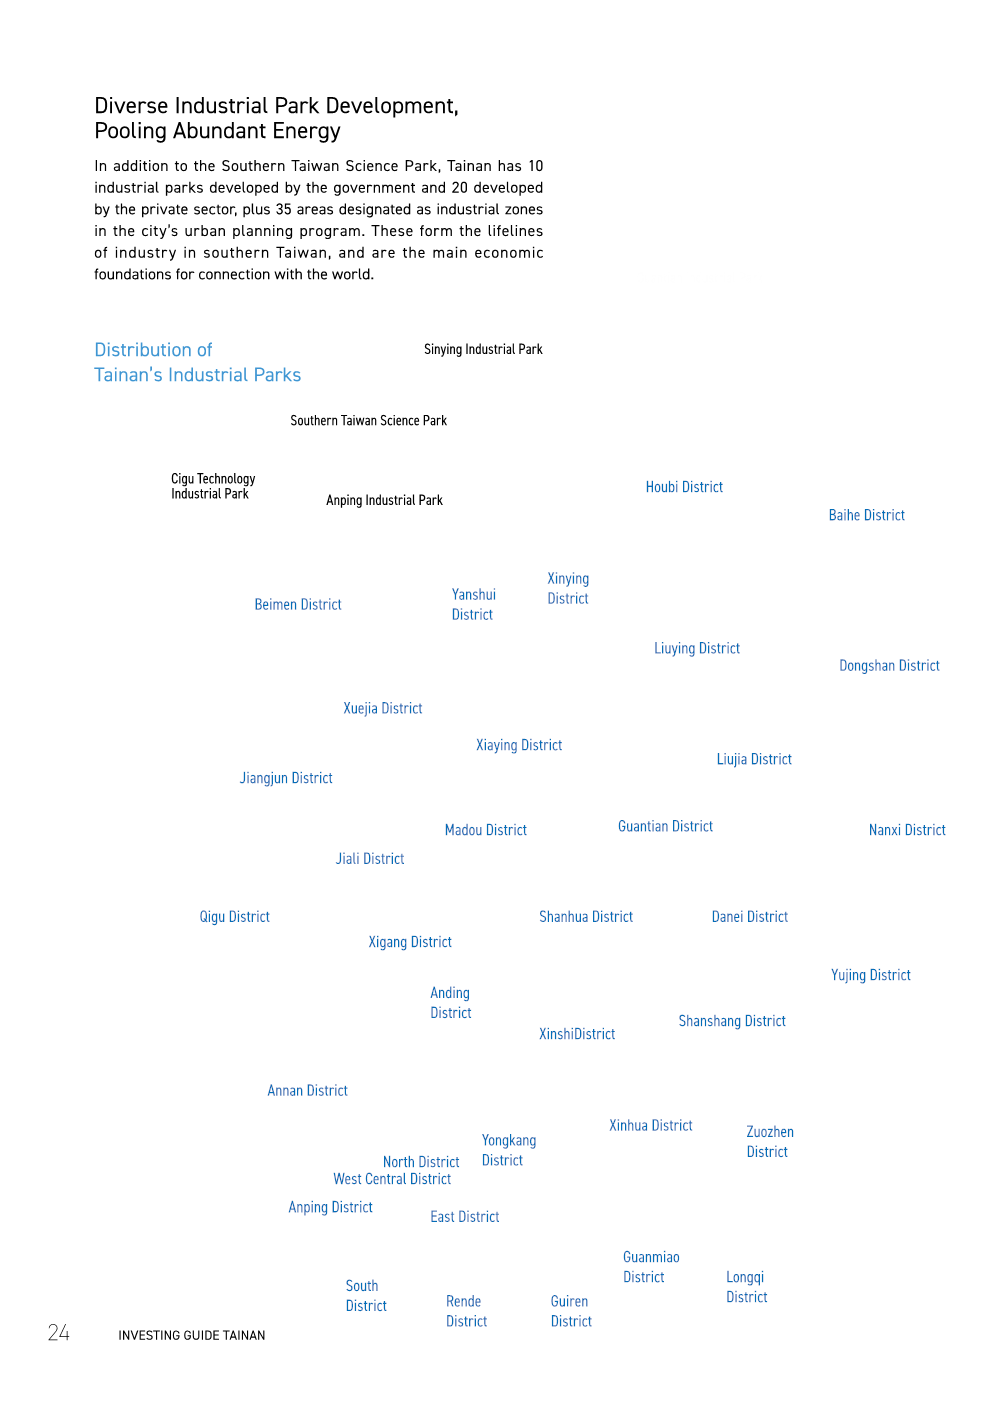 Diverse Industrial Park Development,
Pooling Abundant Energy
In addition to the Southern Taiwan Science Park, Tainan has 10
industrial parks developed by the government and 20 developed
by the private sector, plus 35 areas designated as industrial zones
in the city's urban planning program. These form the lifelines
of industry in southern Taiwan, and are the main economic
foundations for connection with the world.
Distribution of
Tainan's Industrial Parks
Sinying Industrial Park
Southern Taiwan Science Park
Cigu Technology
Industrial Park
Anping Industrial Park
Houbi District
Baihe District
Xinying
District
Yanshui
District
Beimen District
Liuying District
Dongshan District
Xuejia District
Xiaying District
Liujia District
Jiangjun District
Madou District
Guantian District
Nanxi District
Jiali District
Qigu District
Shanhua District
Danei District
Xigang District
Yujing District
Anding
District
Shanshang District
XinshiDistrict
Annan District
Xinhua District
Zuozhen
District
Yongkang
District
North District
West Central District
Anping District
East District
Guanmiao
District
Longqi
District
South
District
Rende
District
Guiren
District
24
INVESTING GUIDE TAINAN